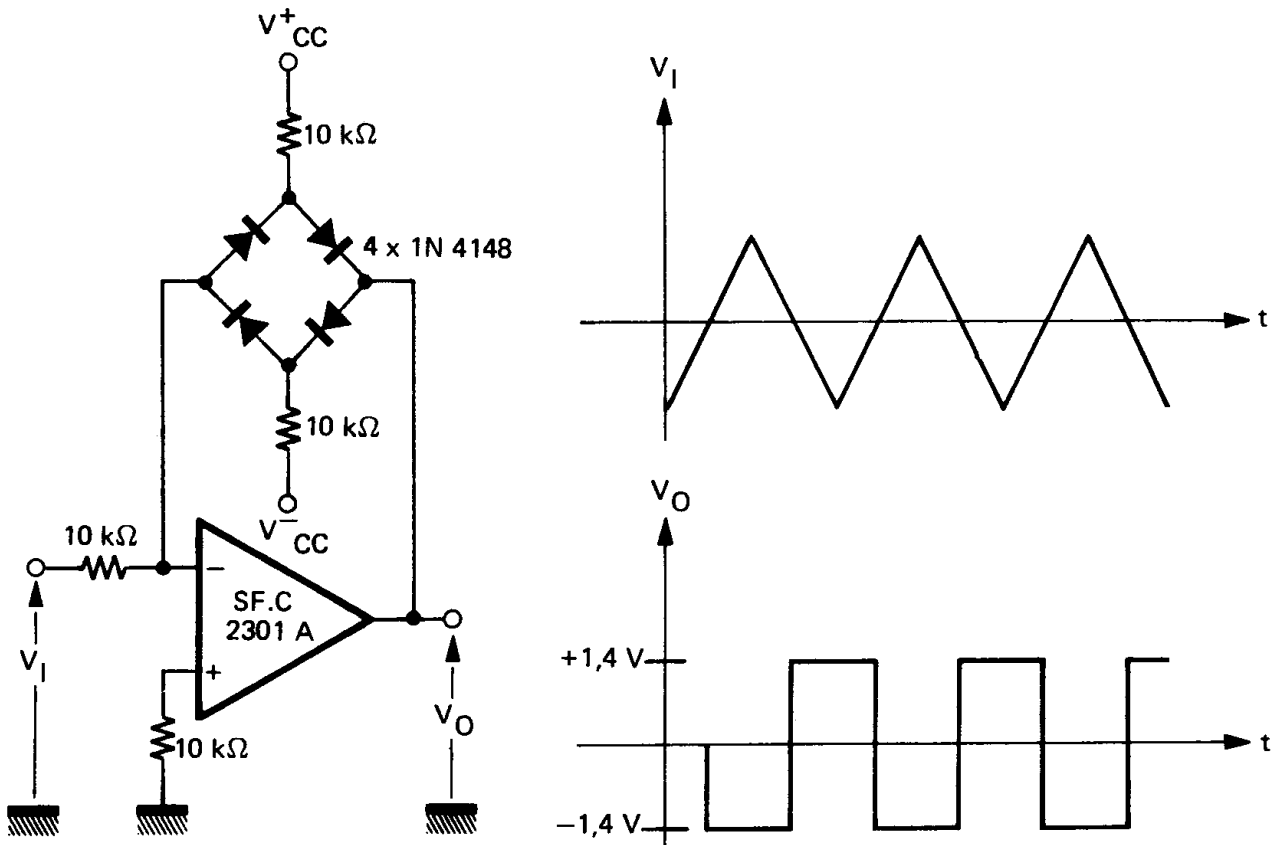 V+CC
10 kΩ
4 x 1N 4148
10 kΩ
V−CC
10 kΩ
−
SF.C
2301 A
+
VI
10 kΩ
VO
VI
t
VO
+1,4 V
t
−1,4 V